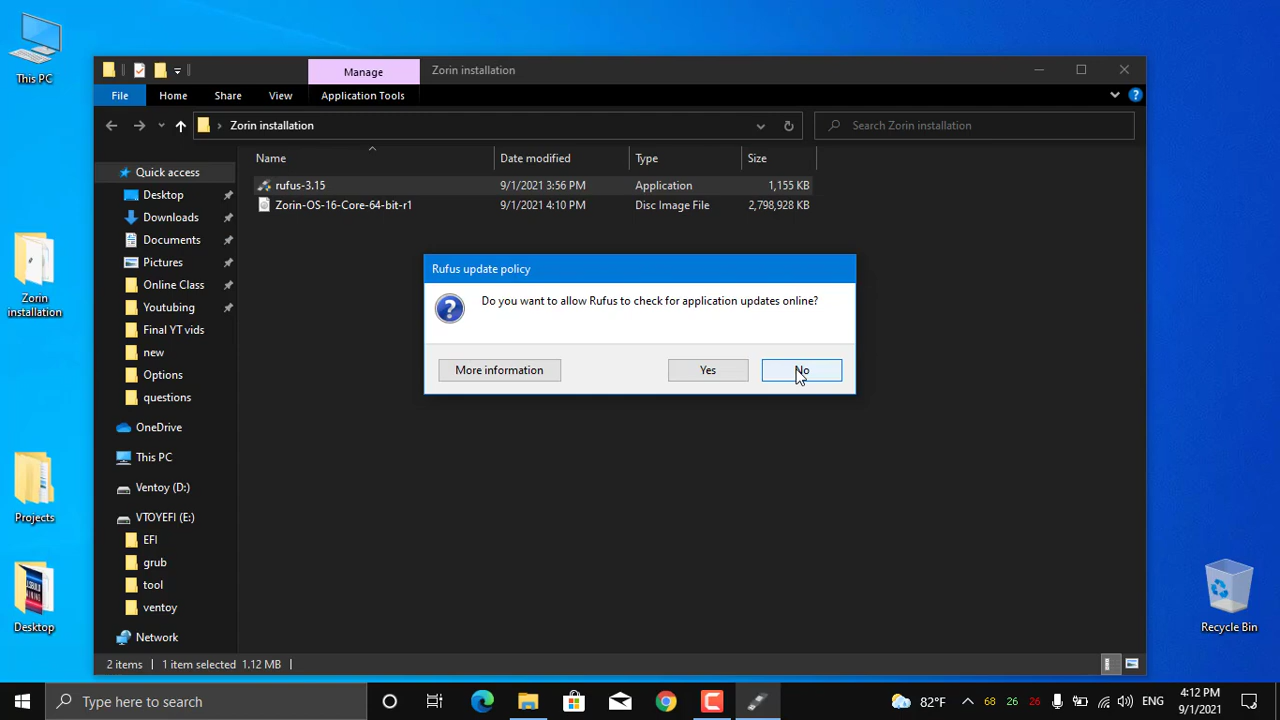 This PC
Manage
Zorin installation
File
Home
Share
View
Application Tools
Zorin installation
Search Zorin installation
Name
Date modified
Type
Size
Quick access
rufus-3.15
9/1/2021 3:56 PM
Application
1,155 KB
Desktop
Zorin-OS-16-Core-64-bit-r1
9/1/2021 4:10 PM
Disc Image File
2,798,928 KB
Downloads
Documents
Pictures
Online Class
Youtubing
Final YT vids
new
Options
questions
OneDrive
This PC
Ventoy (D:)
VTOYEFI (E:)
EFI
grub
tool
ventoy
Network
Rufus update policy
Do you want to allow Rufus to check for application updates online?
More information
Yes
No
Zorin
installation
Projects
Desktop
Recycle Bin
2 items
1 item selected 1.12 MB
Type here to search
82°F
68
26
26
ENG
4:12 PM
9/1/2021